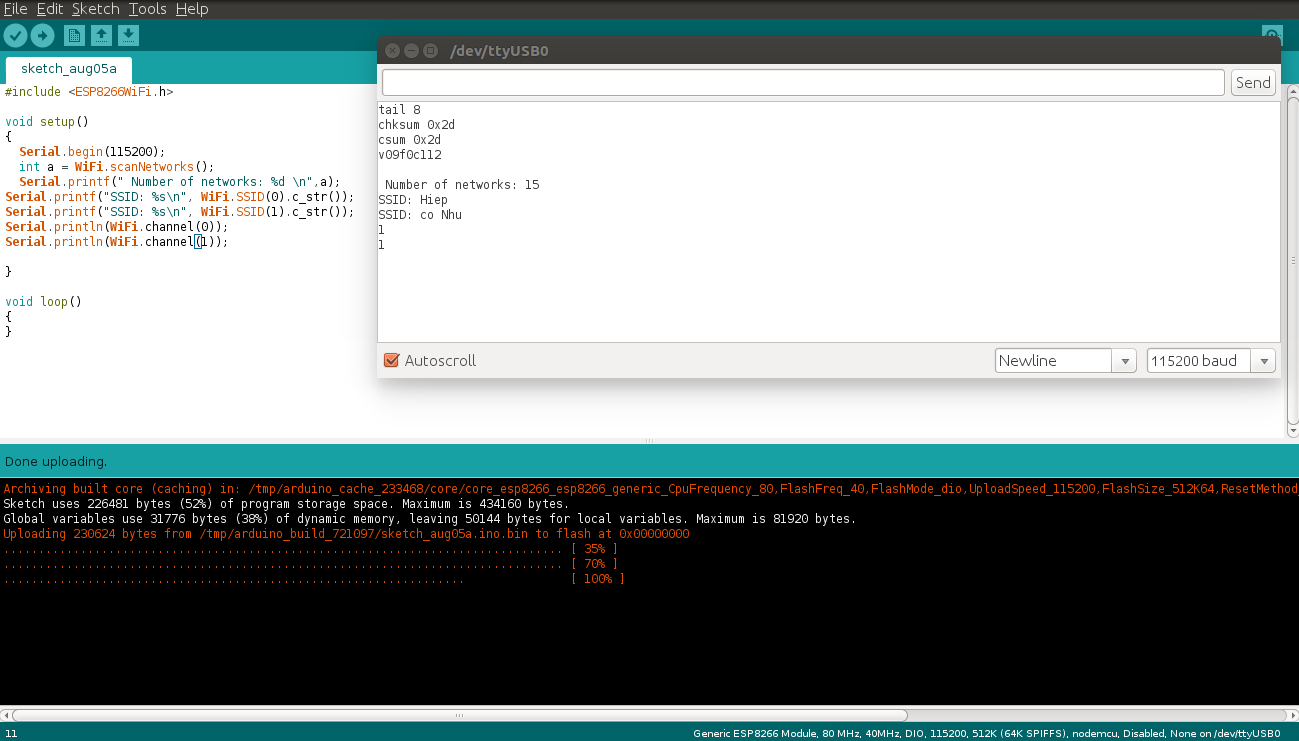 File Edit Sketch Tools Help
sketch_aug05a
#include <ESP8266WiFi.h>
void setup()
{
  Serial.begin(115200);
  int a = WiFi.scanNetworks();
  Serial.printf(" Number of networks: %d \n",a);
Serial.printf("SSID: %s\n", WiFi.SSID(0).c_str());
Serial.printf("SSID: %s\n", WiFi.SSID(1).c_str());
Serial.println(WiFi.channel(0));
Serial.println(WiFi.channel(1));
}
void loop()
{
}
/dev/ttyUSB0
Send
tail 8
chksum 0x2d
csum 0x2d
v09f0c112
 Number of networks: 15
SSID: Hiep
SSID: co Nhu
1
1
Autoscroll
Newline
115200 baud
Done uploading.
Archiving built core (caching) in: /tmp/arduino_cache_233468/core/core_esp8266_esp8266_generic_CpuFrequency_80,FlashFreq_40,FlashMode_dio,UploadSpeed_115200,FlashSize_512K64,ResetMethod
Sketch uses 226481 bytes (52%) of program storage space. Maximum is 434160 bytes.
Global variables use 31776 bytes (38%) of dynamic memory, leaving 50144 bytes for local variables. Maximum is 81920 bytes.
Uploading 230624 bytes from /tmp/arduino_build_721097/sketch_aug05a.ino.bin to flash at 0x00000000
................................................................................ [ 35% ]
................................................................................ [ 70% ]
.................................................................. [ 100% ]
11
Generic ESP8266 Module, 80 MHz, 40MHz, DIO, 115200, 512K (64K SPIFFS), nodemcu, Disabled, None on /dev/ttyUSB0